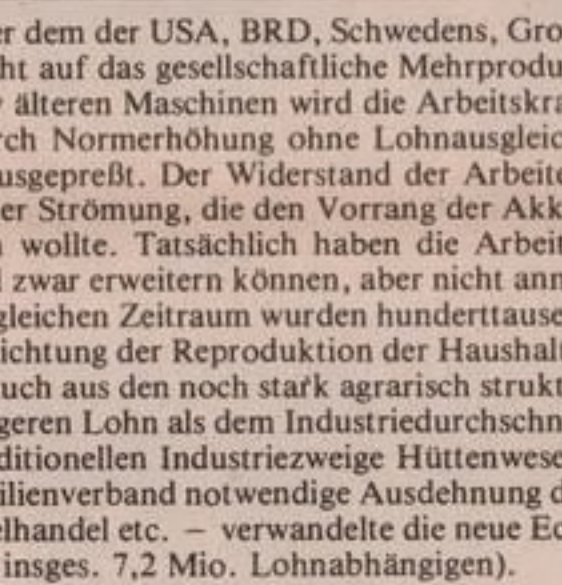 er dem der USA, BRD, Schwedens, Gro
ht auf das gesellschaftliche Mehrprodu
älteren Maschinen wird die Arbeitskra
rch Normerhöhung ohne Lohnausgleic
usgepreßt. Der Widerstand der Arbeite
er Strömung, die den Vorrang der Akk
wollte. Tatsächlich haben die Arbeit
zwar erweitern können, aber nicht ann
gleichen Zeitraum wurden hunderttause
ichtung der Reproduktion der Haushalt
uch aus den noch stark agrarisch strukt
geren Lohn als dem Industriedurchschn
ditionellen Industriezweige Hüttenwese
ilienverband notwendige Ausdehnung d
elhandel etc. – verwandelte die neue Ec
insges. 7,2 Mio. Lohnabhängigen).